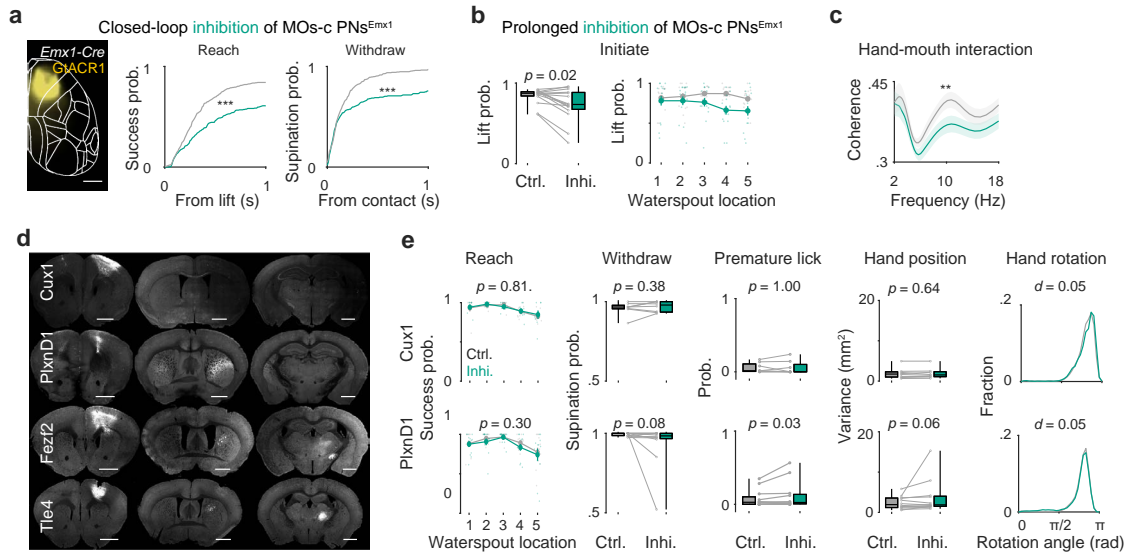 a
Closed-loop inhibition of MOs-c PNsEmx1
Emx1-Cre
GtACR1
Reach
Success prob.
1
0
***
0
1
From lift (s)
Withdraw
Supination prob.
1
0
***
0
1
From contact (s)
b
Prolonged inhibition of MOs-c PNsEmx1
Initiate
p = 0.02
Lift prob.
1
0
Ctrl.
Inhi.
Lift prob.
1
0
1 2 3 4 5
Waterspout location
c
Hand-mouth interaction
Coherence
.45
.3
**
2 10 18
Frequency (Hz)
d
Cux1
PlxnD1
Fezf2
Tle4
e
Reach
Withdraw
Premature lick
Hand position
Hand rotation
Cux1
p = 0.81.
p = 0.38
p = 1.00
p = 0.64
d = 0.05
Success prob.
1
0
Ctrl.
Inhi.
Supination prob.
1
.5
Prob.
1
0
Variance (mm2)
20
0
Fraction
.2
0
PlxnD1
p = 0.30
p = 0.08
p = 0.03
p = 0.06
d = 0.05
1
0
1
.5
1
0
20
0
.2
0
1 2 3 4 5
Waterspout location
Ctrl. Inhi.
Ctrl. Inhi.
Ctrl. Inhi.
0 π/2 π
Rotation angle (rad)